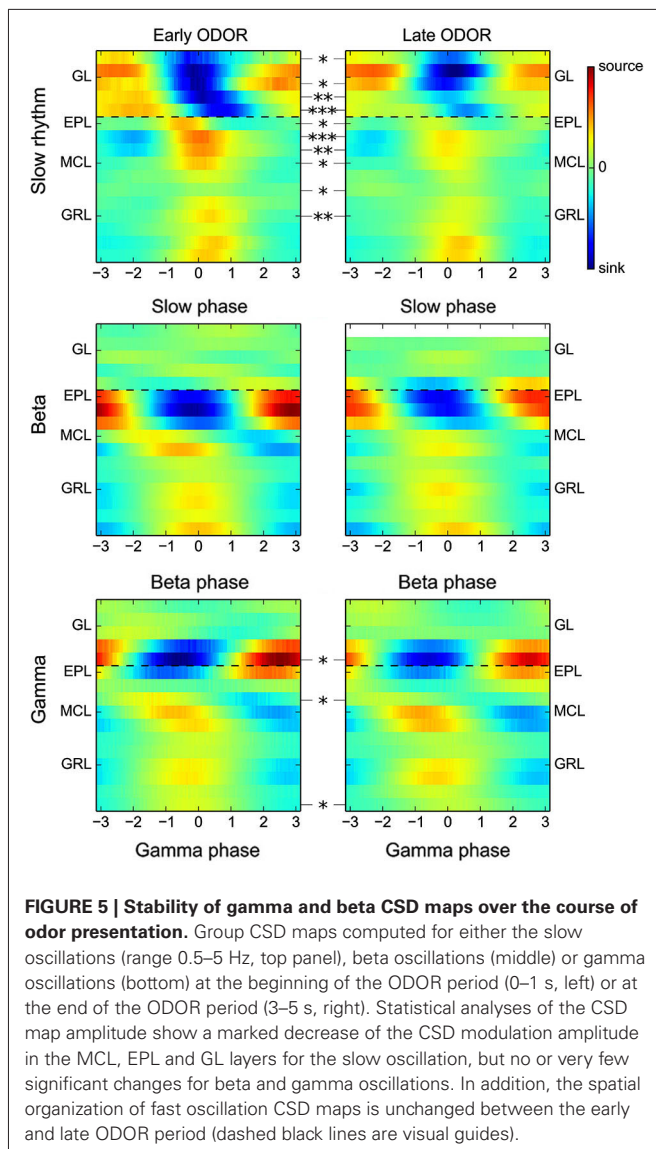 Early ODOR Late ODOR
GL * GL source
*
**
***
EPL * EPL
*** 0
**
MCL * MCL
*
GRL ** GRL
sink
Slow rhythm
−3 −2 −1 0 1 2 3 −3 −2 −1 0 1 2 3
Slow phase Slow phase
GL GL
EPL EPL
Beta
MCL MCL
GRL GRL
−3 −2 −1 0 1 2 3 −3 −2 −1 0 1 2 3
Beta phase Beta phase
GL GL
*
EPL EPL
*
Gamma
MCL MCL
GRL GRL
*
−3 −2 −1 0 1 2 3 −3 −2 −1 0 1 2 3
Gamma phase Gamma phase
FIGURE 5 | Stability of gamma and beta CSD maps over the course of
odor presentation. Group CSD maps computed for either the slow
oscillations (range 0.5–5 Hz, top panel), beta oscillations (middle) or gamma
oscillations (bottom) at the beginning of the ODOR period (0–1 s, left) or at
the end of the ODOR period (3–5 s, right). Statistical analyses of the CSD
map amplitude show a marked decrease of the CSD modulation amplitude
in the MCL, EPL and GL layers for the slow oscillation, but no or very few
significant changes for beta and gamma oscillations. In addition, the spatial
organization of fast oscillation CSD maps is unchanged between the early
and late ODOR period (dashed black lines are visual guides).